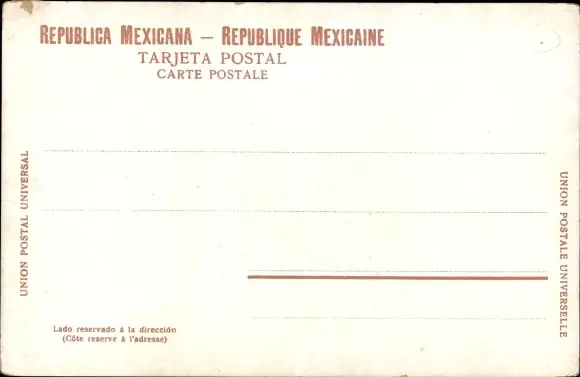 REPUBLICA MEXICANA — REPUBLIQUE MEXICAINE
TARJETA POSTAL
CARTE POSTALE
UNION POSTAL UNIVERSAL
UNION POSTALE UNIVERSELLE
Lado reservado á la dirección
(Côte reserve à l'adresse)